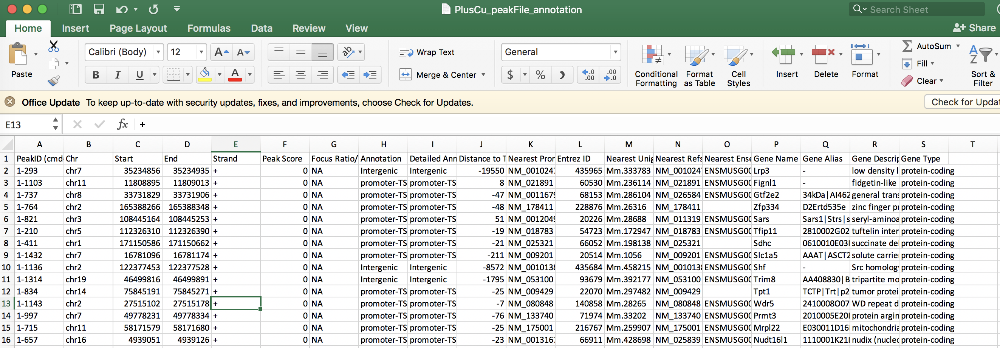 PlusCu_peakFile_annotation
Search Sheet
Home Insert Page Layout Formulas Data Review View
Share
Paste
Calibri (Body) 12
Wrap Text
Merge & Center
General
Conditional Formatting
Format as Table
Cell Styles
Insert Delete Format
AutoSum
Fill
Clear
Sort & Filter
Office Update To keep up-to-date with security updates, fixes, and improvements, choose Check for Updates.
Check for Updat
E13 fx +
A B C D E F G H I J K L M N O P Q R S T
1 PeakID (cmd Chr Start End Strand Peak Score Focus Ratio/ Annotation Detailed Ann Distance to T Nearest Pror Entrez ID Nearest Unig Nearest Refs Nearest Ense Gene Name Gene Alias Gene Descrip Gene Type
2 1-293 chr7 35234856 35234935 + 0 NA Intergenic Intergenic -19550 NM_001024 435965 Mm.333783 NM_001024 ENSMUSG00 Lrp3 - low density l protein-coding
3 1-1103 chr11 11808895 11809013 + 0 NA promoter-TS promoter-TS 8 NM_021891 60530 Mm.236114 NM_021891 ENSMUSG00 Fignl1 - fidgetin-like protein-coding
4 1-737 chr8 33731829 33731906 + 0 NA promoter-TS promoter-TS -47 NM_001167 68153 Mm.286104 NM_026584 ENSMUSG00 Gtf2e2 34kDa|AI462 general trans protein-coding
5 1-764 chr2 165388266 165388348 + 0 NA promoter-TS promoter-TS -48 NM_178411 228876 Mm.26316 NM_178411 Zfp334 D2Ertd535e zinc finger p protein-coding
6 1-821 chr3 108445164 108445253 + 0 NA promoter-TS promoter-TS 51 NM_001204 20226 Mm.28688 NM_011319 ENSMUSG00 Sars Sars1|Strs|s seryl-aminoa protein-coding
7 1-210 chr5 112326310 112326390 + 0 NA promoter-TS promoter-TS -19 NM_018783 54723 Mm.172947 NM_018783 ENSMUSG00 Tfip11 2810002G02 tuftelin inter protein-coding
8 1-411 chr1 171150586 171150662 + 0 NA promoter-TS promoter-TS -21 NM_025321 66052 Mm.198138 NM_025321 Sdhc 0610010E03 succinate de protein-coding
9 1-1432 chr7 16781096 16781174 + 0 NA promoter-TS promoter-TS -211 NM_009201 20514 Mm.1056 NM_009201 ENSMUSG00 Slc1a5 AAAT|ASCT2 solute carrie protein-coding
10 1-1136 chr2 122377453 122377528 + 0 NA Intergenic Intergenic -8572 NM_001013 435684 Mm.458215 NM_001013 ENSMUSG00 Shf - Src homolog protein-coding
11 1-1314 chr19 46499816 46499891 + 0 NA Intergenic Intergenic -1795 NM_053100 93679 Mm.392177 NM_053100 ENSMUSG00 Trim8 AA408830|B tripartite mo protein-coding
12 1-834 chr14 75845191 75845271 + 0 NA promoter-TS promoter-TS -25 NM_009429 22070 Mm.297482 NM_009429 Tpt1 TCTP|Trt|p2 tumor protei protein-coding
13 1-1143 chr2 27515102 27515178 + 0 NA promoter-TS promoter-TS -7 NM_080848 140858 Mm.28265 NM_080848 ENSMUSG00 Wdr5 2410008O07 WD repeat d protein-coding
14 1-997 chr7 49778231 49778334 + 0 NA promoter-TS promoter-TS -76 NM_133740 71974 Mm.33202 NM_133740 ENSMUSG00 Prmt3 2010005E20 protein argin protein-coding
15 1-715 chr11 58171579 58171680 + 0 NA promoter-TS promoter-TS -25 NM_175001 216767 Mm.259907 NM_175001 ENSMUSG00 Mrpl22 E030011D16 mitochondria protein-coding
16 1-657 chr16 4939051 4939126 + 0 NA promoter-TS promoter-TS -23 NM_001316 66911 Mm.428698 NM_025839 ENSMUSG00 Nudt16l1 1110001K21 nudix (nucle protein-coding